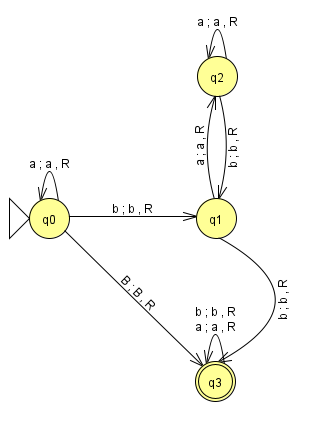 a ; a , R
q2
a ; a , R
b ; b , R
a ; a , R
q0
b ; b , R
q1
B ; B , R
b ; b , R
b ; b , R
a ; a , R
q3